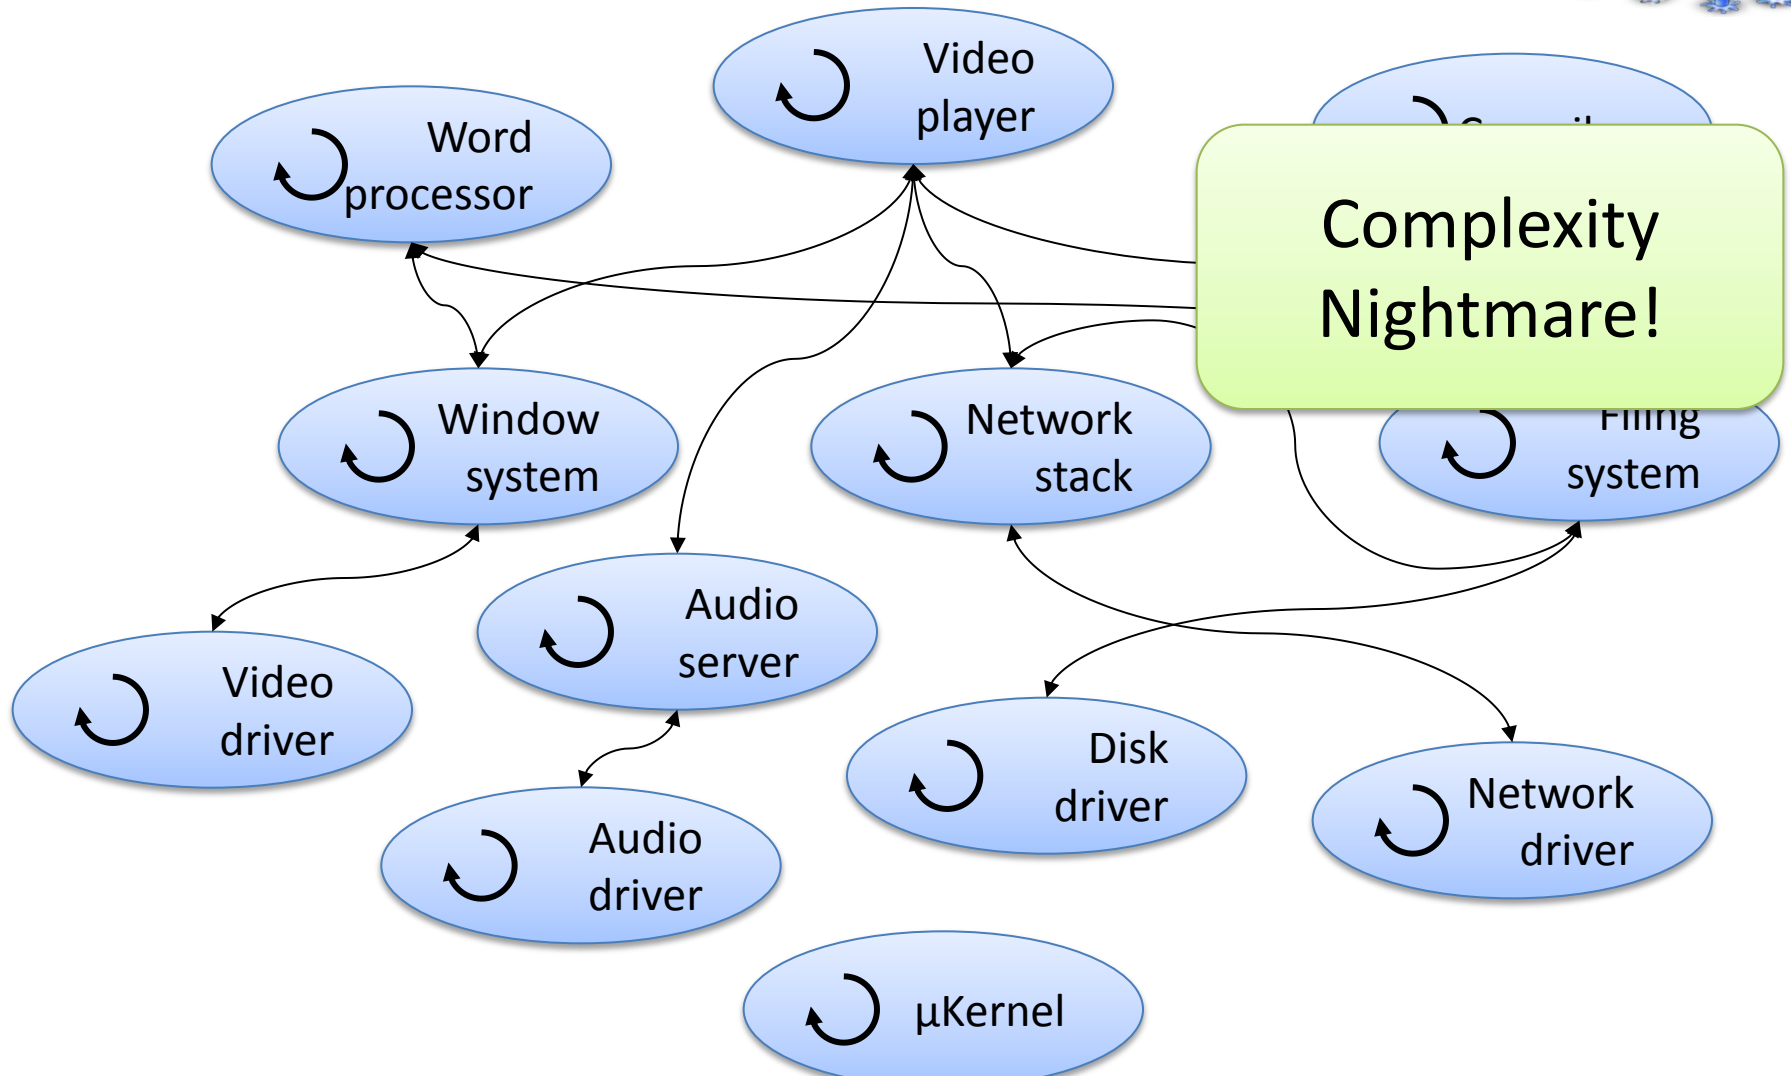 Video
player
Word
processor
Complexity
Nightmare!
Window
system
Network
stack
Filing
system
Audio
server
Video
driver
Disk
driver
Network
driver
Audio
driver
μKernel